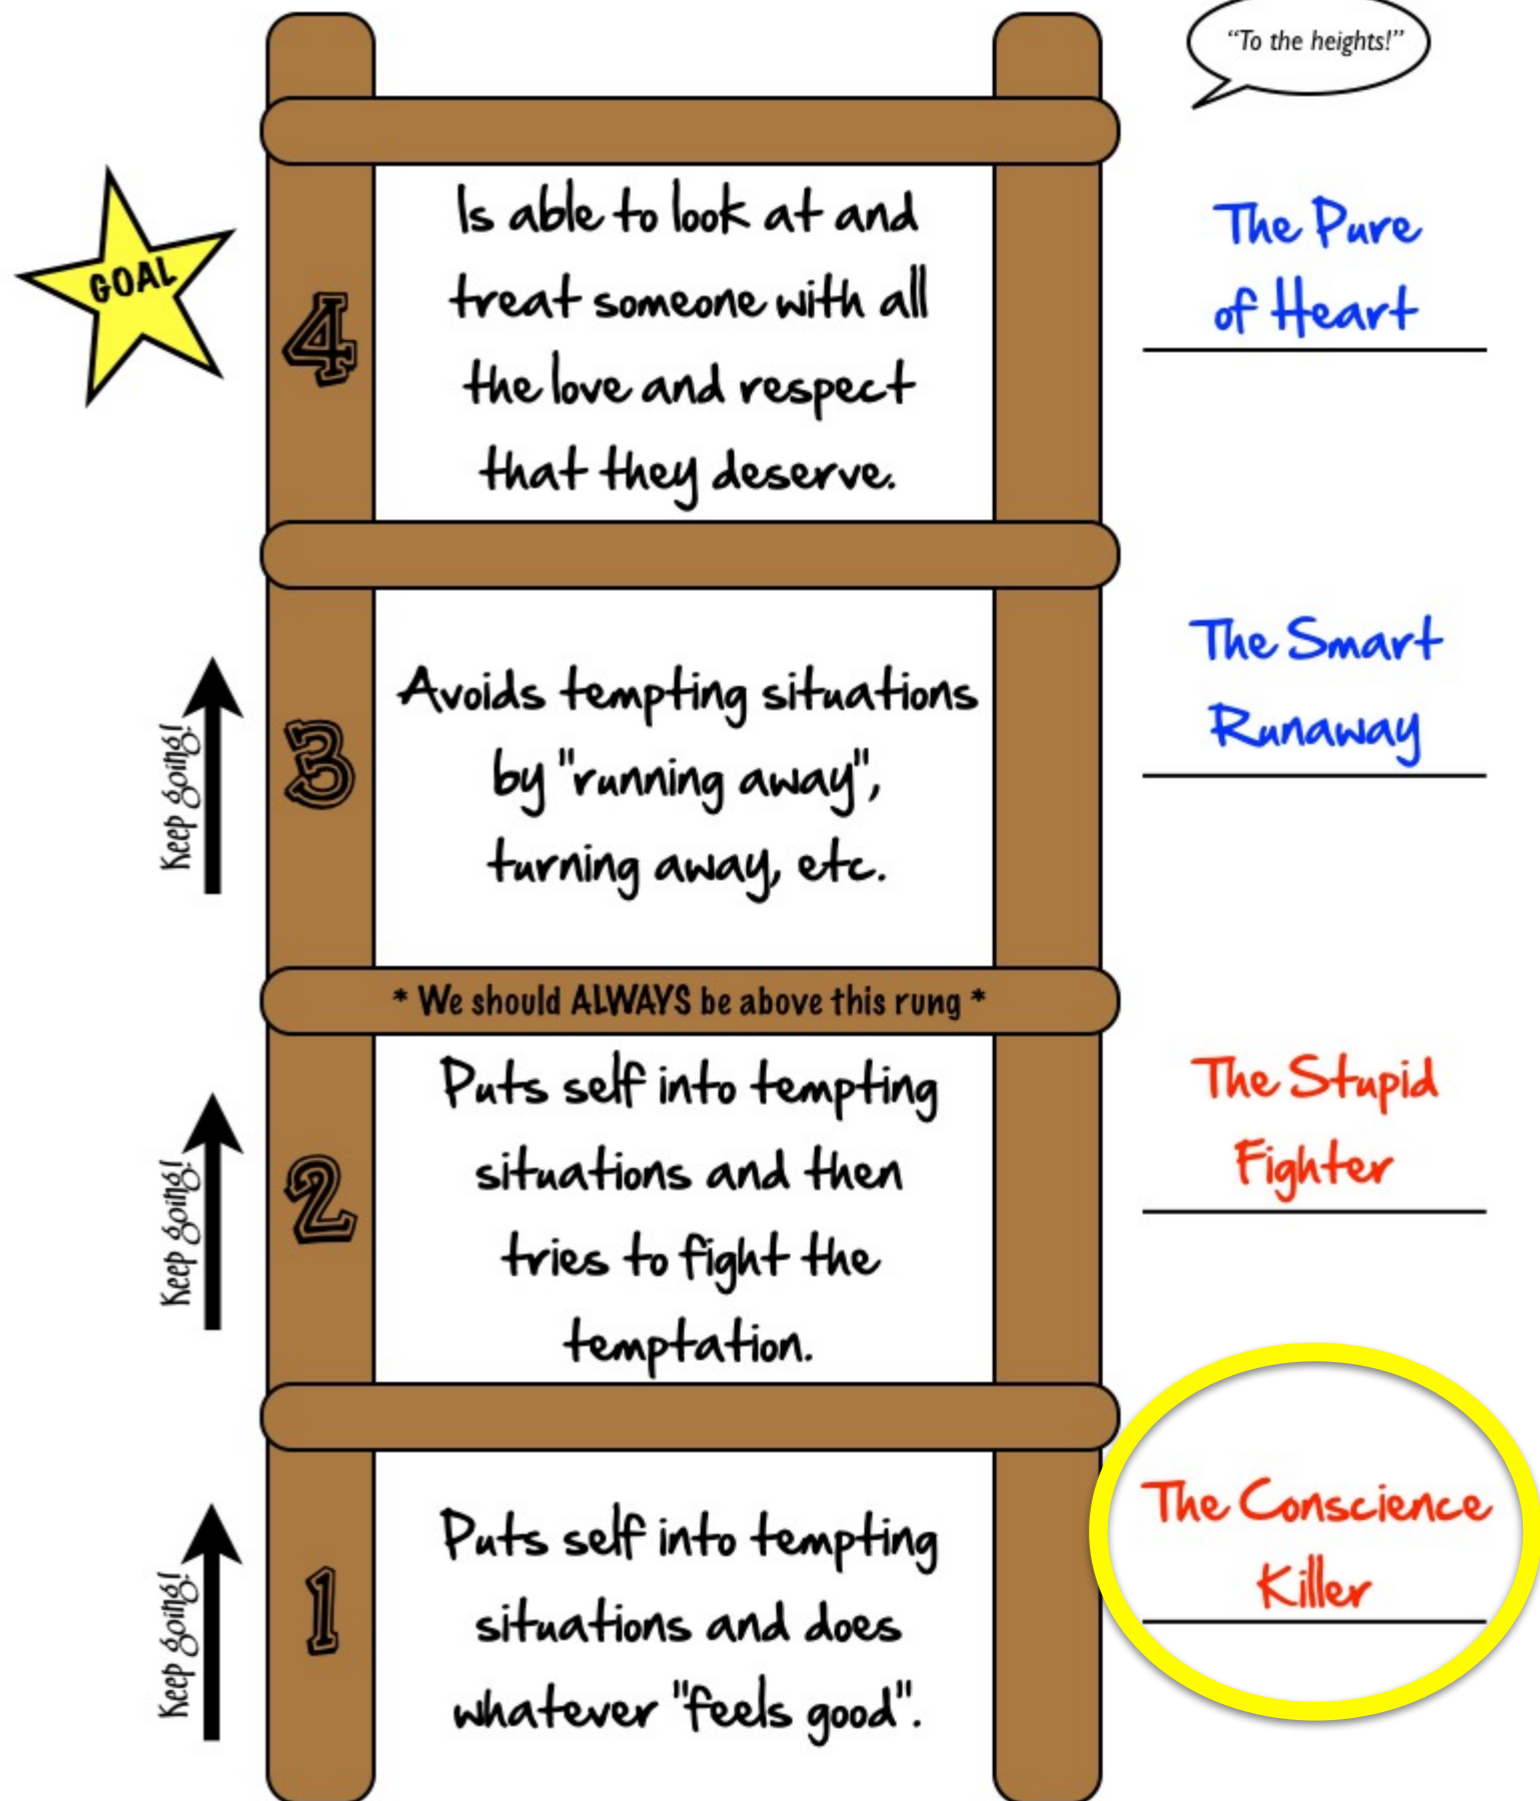 “To the heights!”
GOAL
4
Is able to look at and
treat someone with all
the love and respect
that they deserve.
The Pure
of Heart
Keep going!
3
Avoids tempting situations
by "running away",
turning away, etc.
The Smart
Runaway
* We should ALWAYS be above this rung *
Keep going!
2
Puts self into tempting
situations and then
tries to fight the
temptation.
The Stupid
Fighter
Keep going!
1
Puts self into tempting
situations and does
whatever "feels good".
The Conscience
Killer